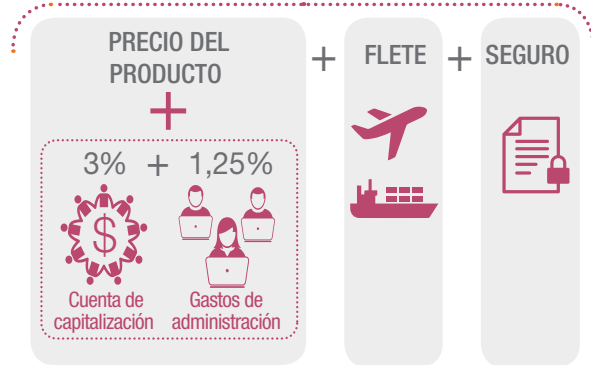 PRECIO DEL
PRODUCTO
+
3% + 1,25%
$
Cuenta de
capitalización
Gastos de
administración
+
FLETE
+
SEGURO